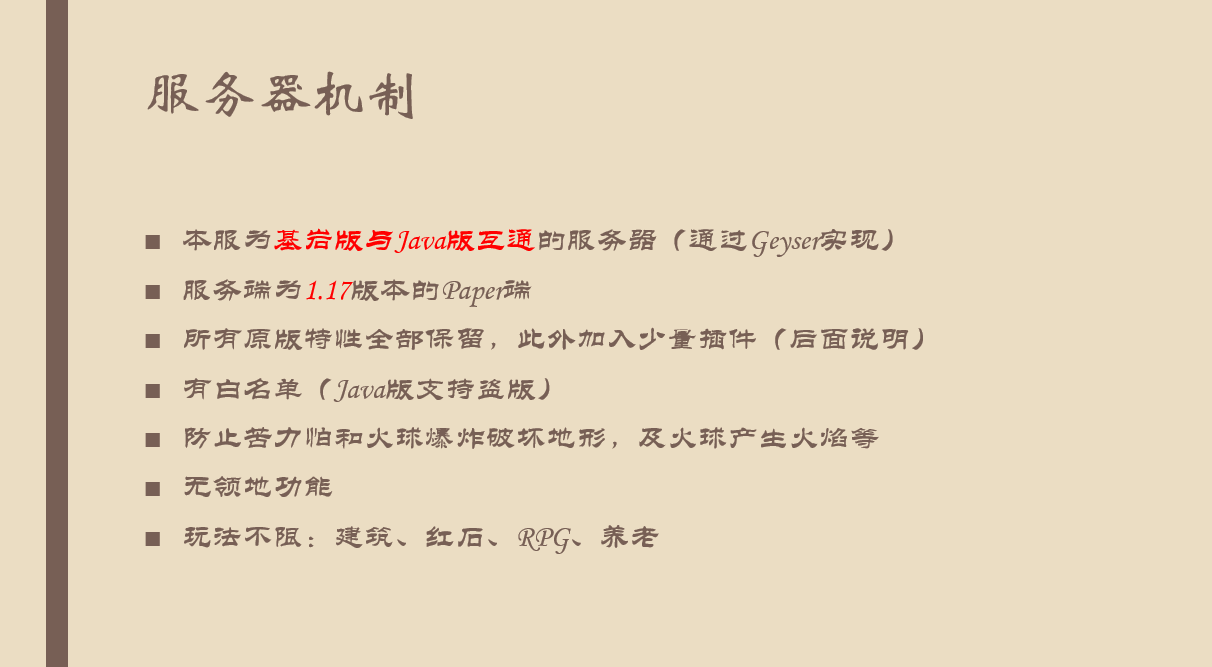 服务器机制
■ 本服为基岩版与Java版互通的服务器（通过Geyser实现）
■ 服务端为1.17版本的Paper端
■ 所有原版特性全部保留，此外加入少量插件（后面说明）
■ 有白名单（Java版支持盗版）
■ 防止苦力怕和火球爆炸破坏地形，及火球产生火焰等
■ 无领地功能
■ 玩法不限：建筑、红石、RPG、养老